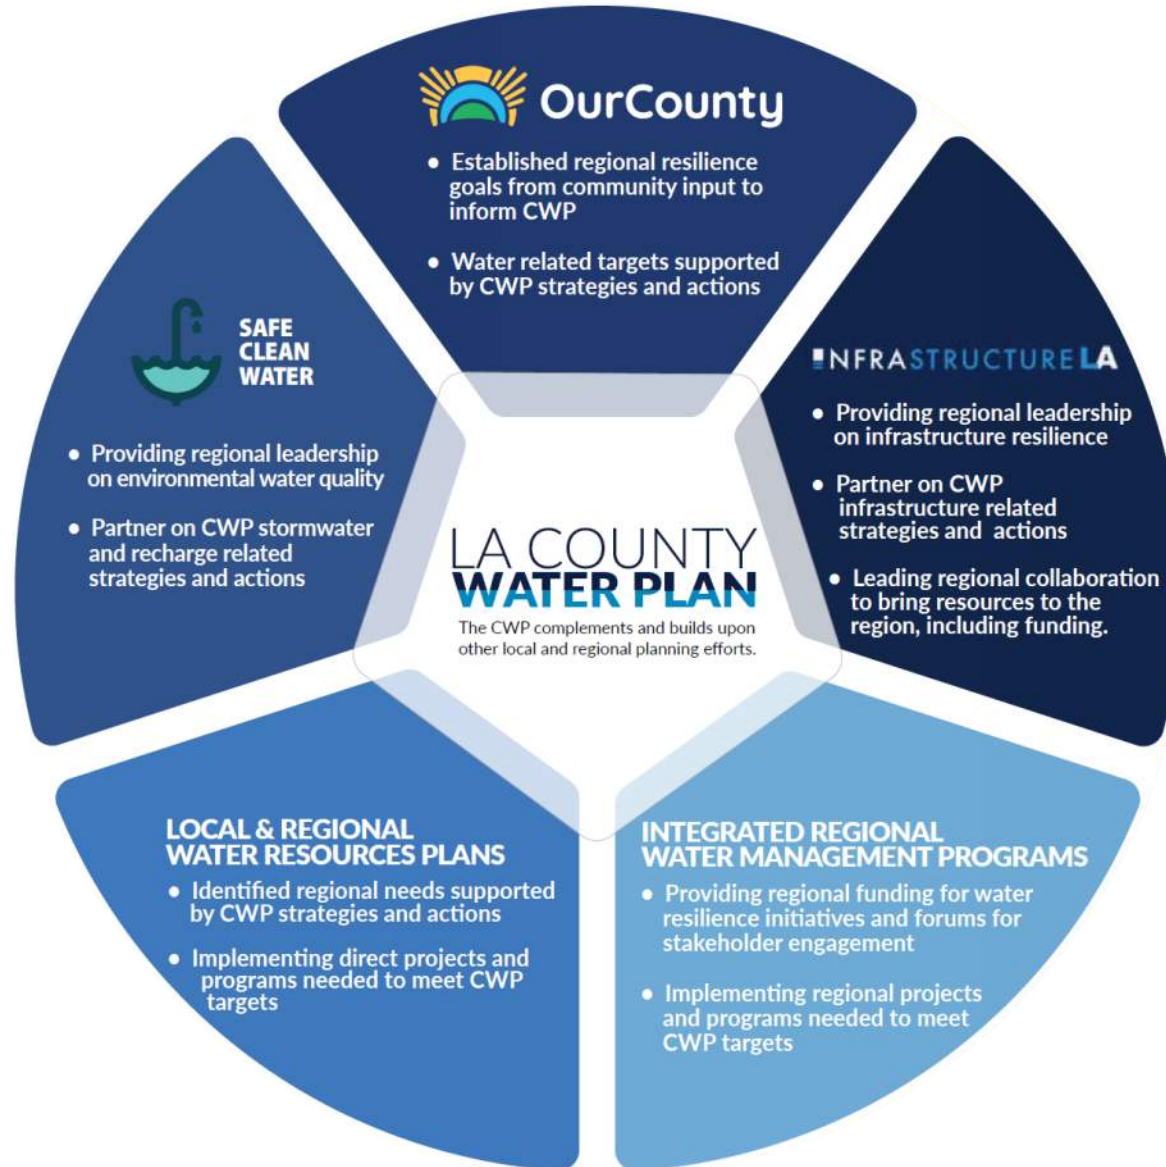 OurCounty
• Established regional resilience
goals from community input to
inform CWP
• Water related targets supported
by CWP strategies and actions
INFRASTRUCTURELA
• Providing regional leadership
on infrastructure resilience
• Partner on CWP
infrastructure related
strategies and actions
• Leading regional collaboration
to bring resources to the
region, including funding.
INTEGRATED REGIONAL
WATER MANAGEMENT PROGRAMS
• Providing regional funding for water
resilience initiatives and forums for
stakeholder engagement
• Implementing regional projects
and programs needed to meet
CWP targets
LOCAL & REGIONAL
WATER RESOURCES PLANS
• Identified regional needs supported
by CWP strategies and actions
• Implementing direct projects and
programs needed to meet CWP
targets
SAFE
CLEAN
WATER
• Providing regional leadership
on environmental water quality
• Partner on CWP stormwater
and recharge related
strategies and actions
LA COUNTY
WATER PLAN
The CWP complements and builds upon
other local and regional planning efforts.